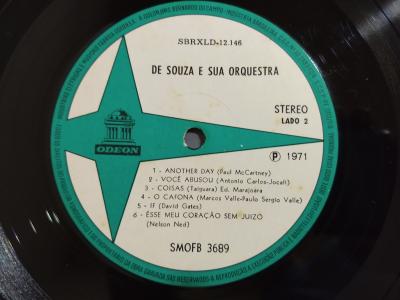 SBRXLD-12.146
DE SOUZA E SUA ORQUESTRA
STEREO
LADO 2
ODEON
℗ 1971
1 - ANOTHER DAY (Paul McCartney)
2 - VOCÊ ABUSOU (Antonio Carlos-Jocafi)
3 - COISAS (Taiguara) Ed. Marajoára
4 - O CAFONA (Marcos Valle-Paulo Sergio Valle)
5 - IF (David Gates)
6 - ÊSSE MEU CORAÇÃO SEM JUIZÓ
(Nelson Ned)
SMOFB 3689